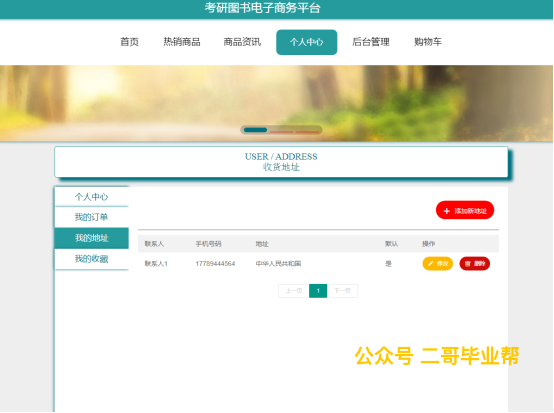 考研图书电子商务平台
首页 热销商品 商品资讯 个人中心 后台管理 购物车
USER / ADDRESS
收货地址
个人中心
我的订单
我的地址
我的收藏
+ 添加新地址
联系人 手机号码 地址 默认 操作
联系人1 17789444564 中华人民共和国 是 修改 删除
上一页 1 下一页
公众号 二哥毕业帮